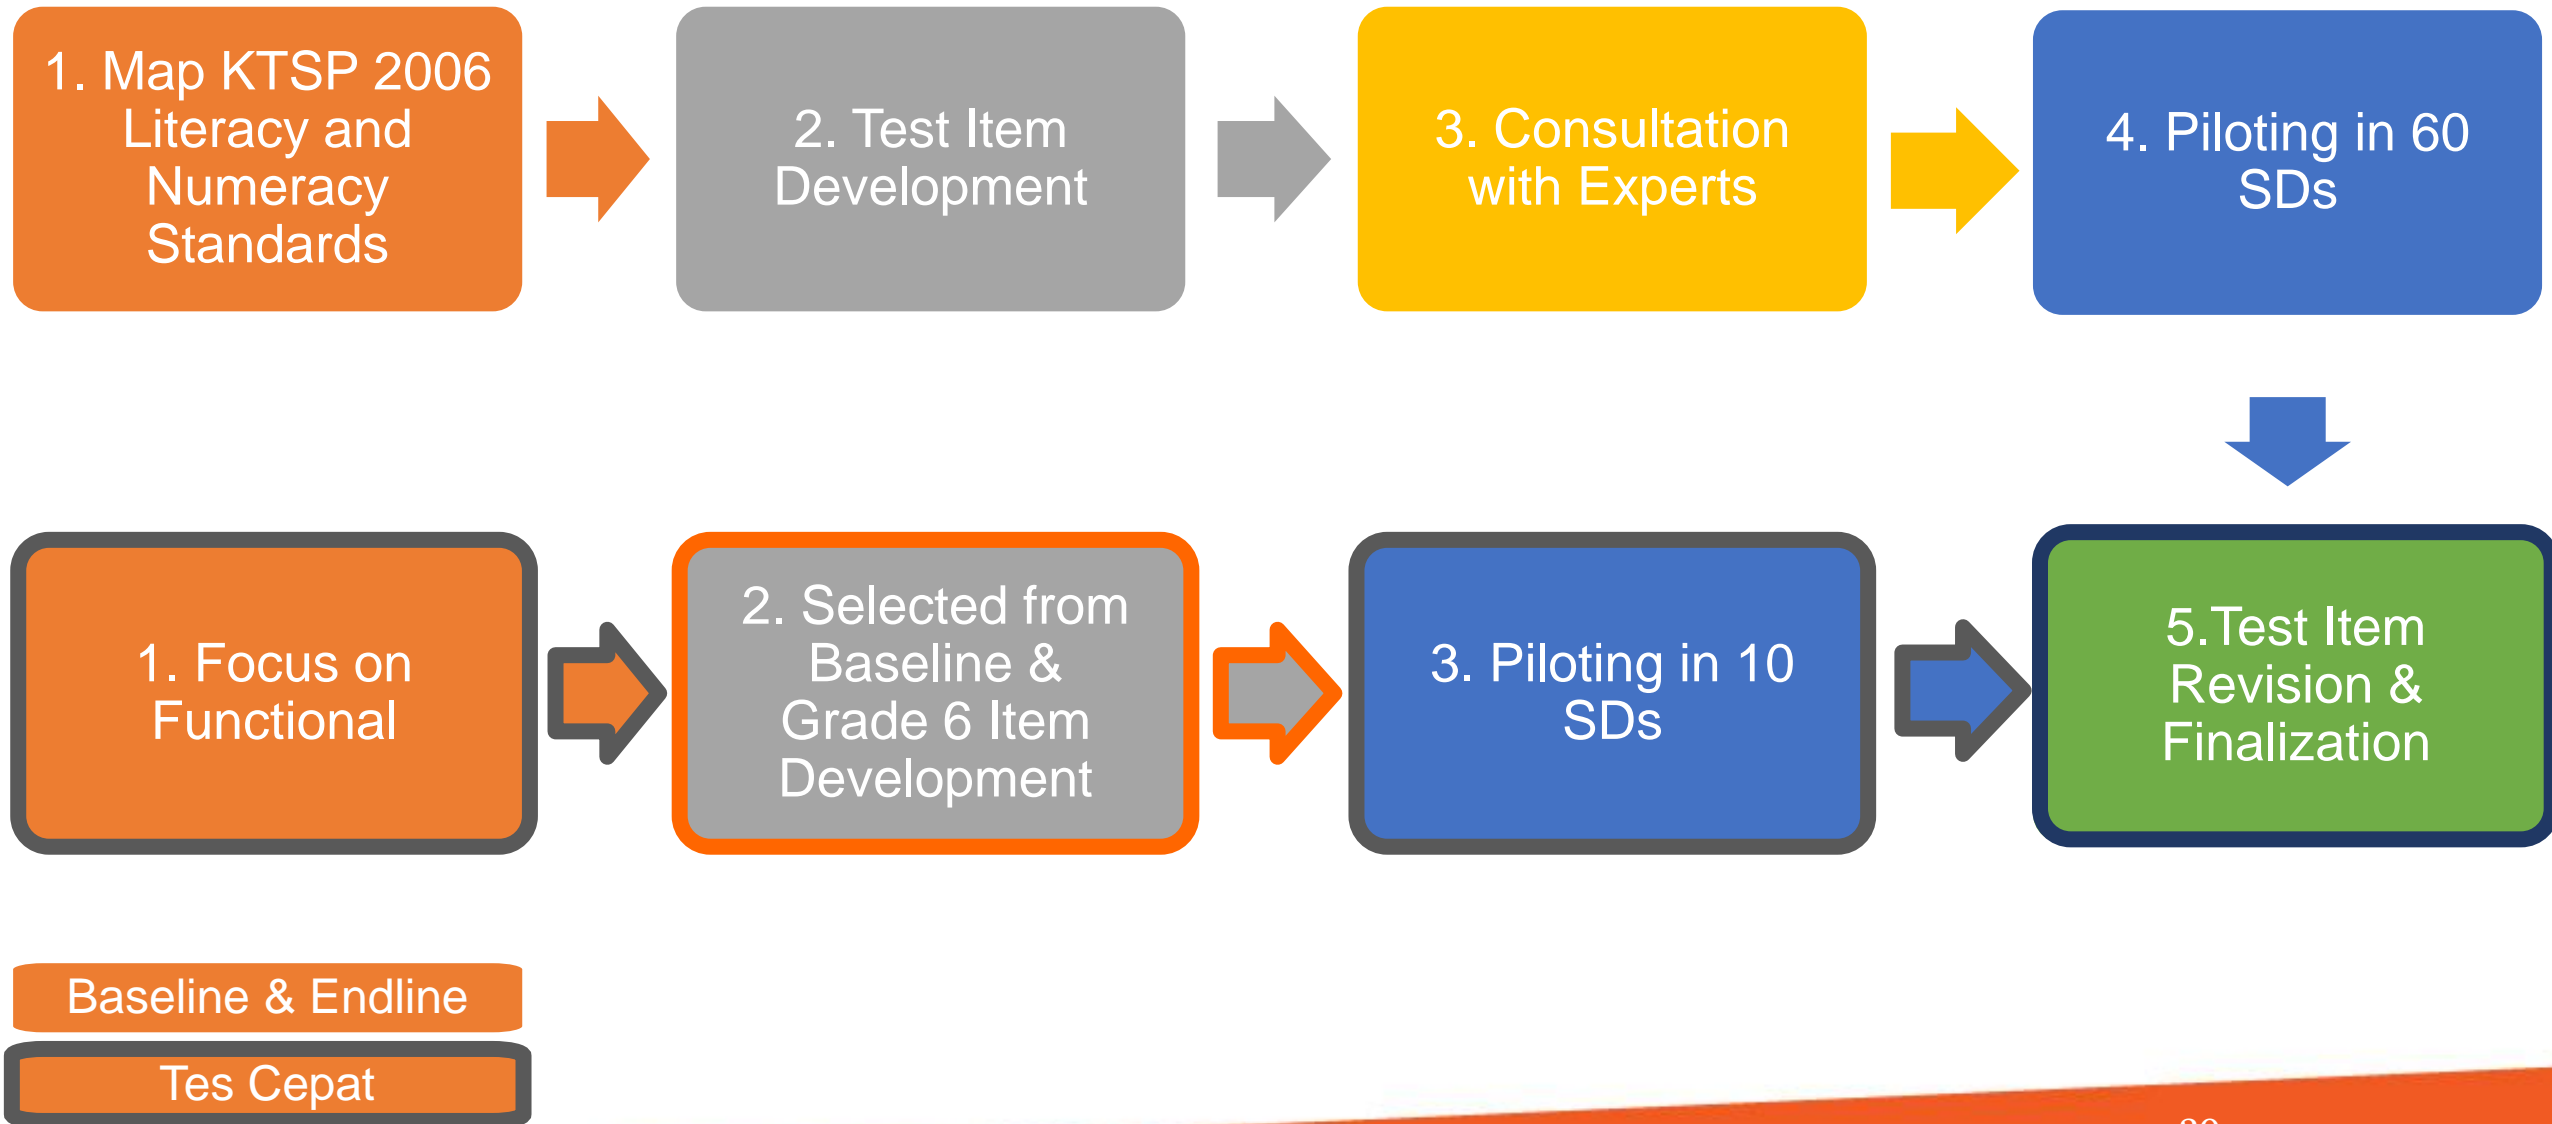 1. Map KTSP 2006
Literacy and
Numeracy
Standards
2. Test Item
Development
3. Consultation
with Experts
4. Piloting in 60
SDs
1. Focus on
Functional
2. Selected from
Baseline &
Grade 6 Item
Development
3. Piloting in 10
SDs
5.Test Item
Revision &
Finalization
Baseline & Endline
Tes Cepat